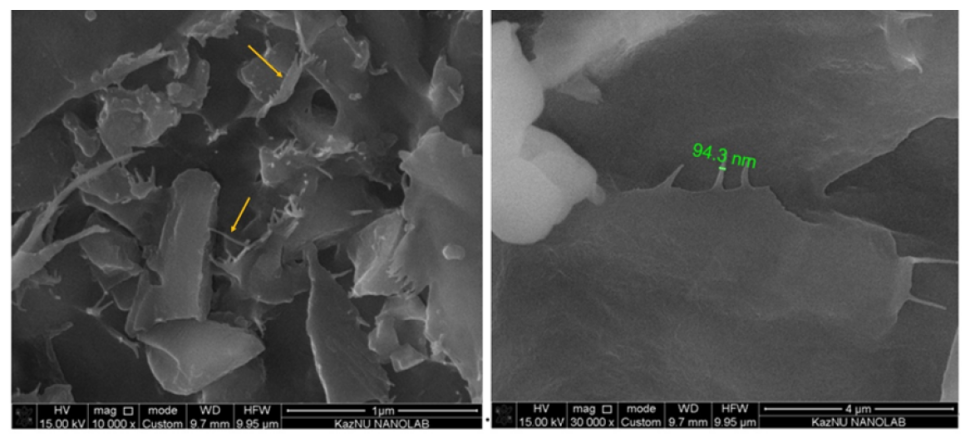 94.3 nm
HV mag mode WD HFW 1µm
15.00 kV 10 000 x Custom 9.7 mm 9.95 µm KazNU NANOLAB
HV mag mode WD HFW 4 µm
15.00 kV 30 000 x Custom 9.7 mm 9.95 µm KazNU NANOLAB